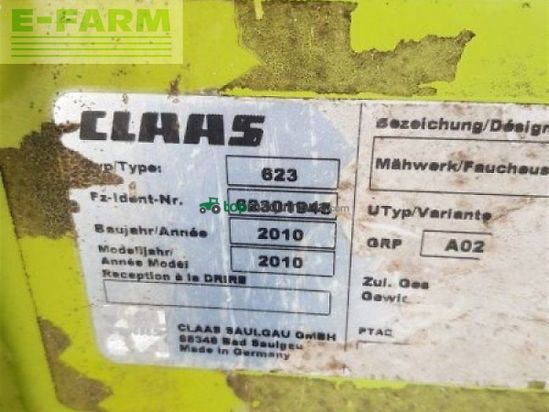 E-FARM
CLAAS
Typ/Type: 623
Fz-Ident-Nr.
Baujahr/Année 2010
Modelljahr/
Année Model 2010
Reception à la DRIRE
CLAAS SAULGAU GmbH
88348 Bad Saulgau
Made in Germany
Bezeichung/Désign
Mähwerk/Faucheus
UTyp/Variante
GRP A02
Zul. Ges
Gewic
PTAC